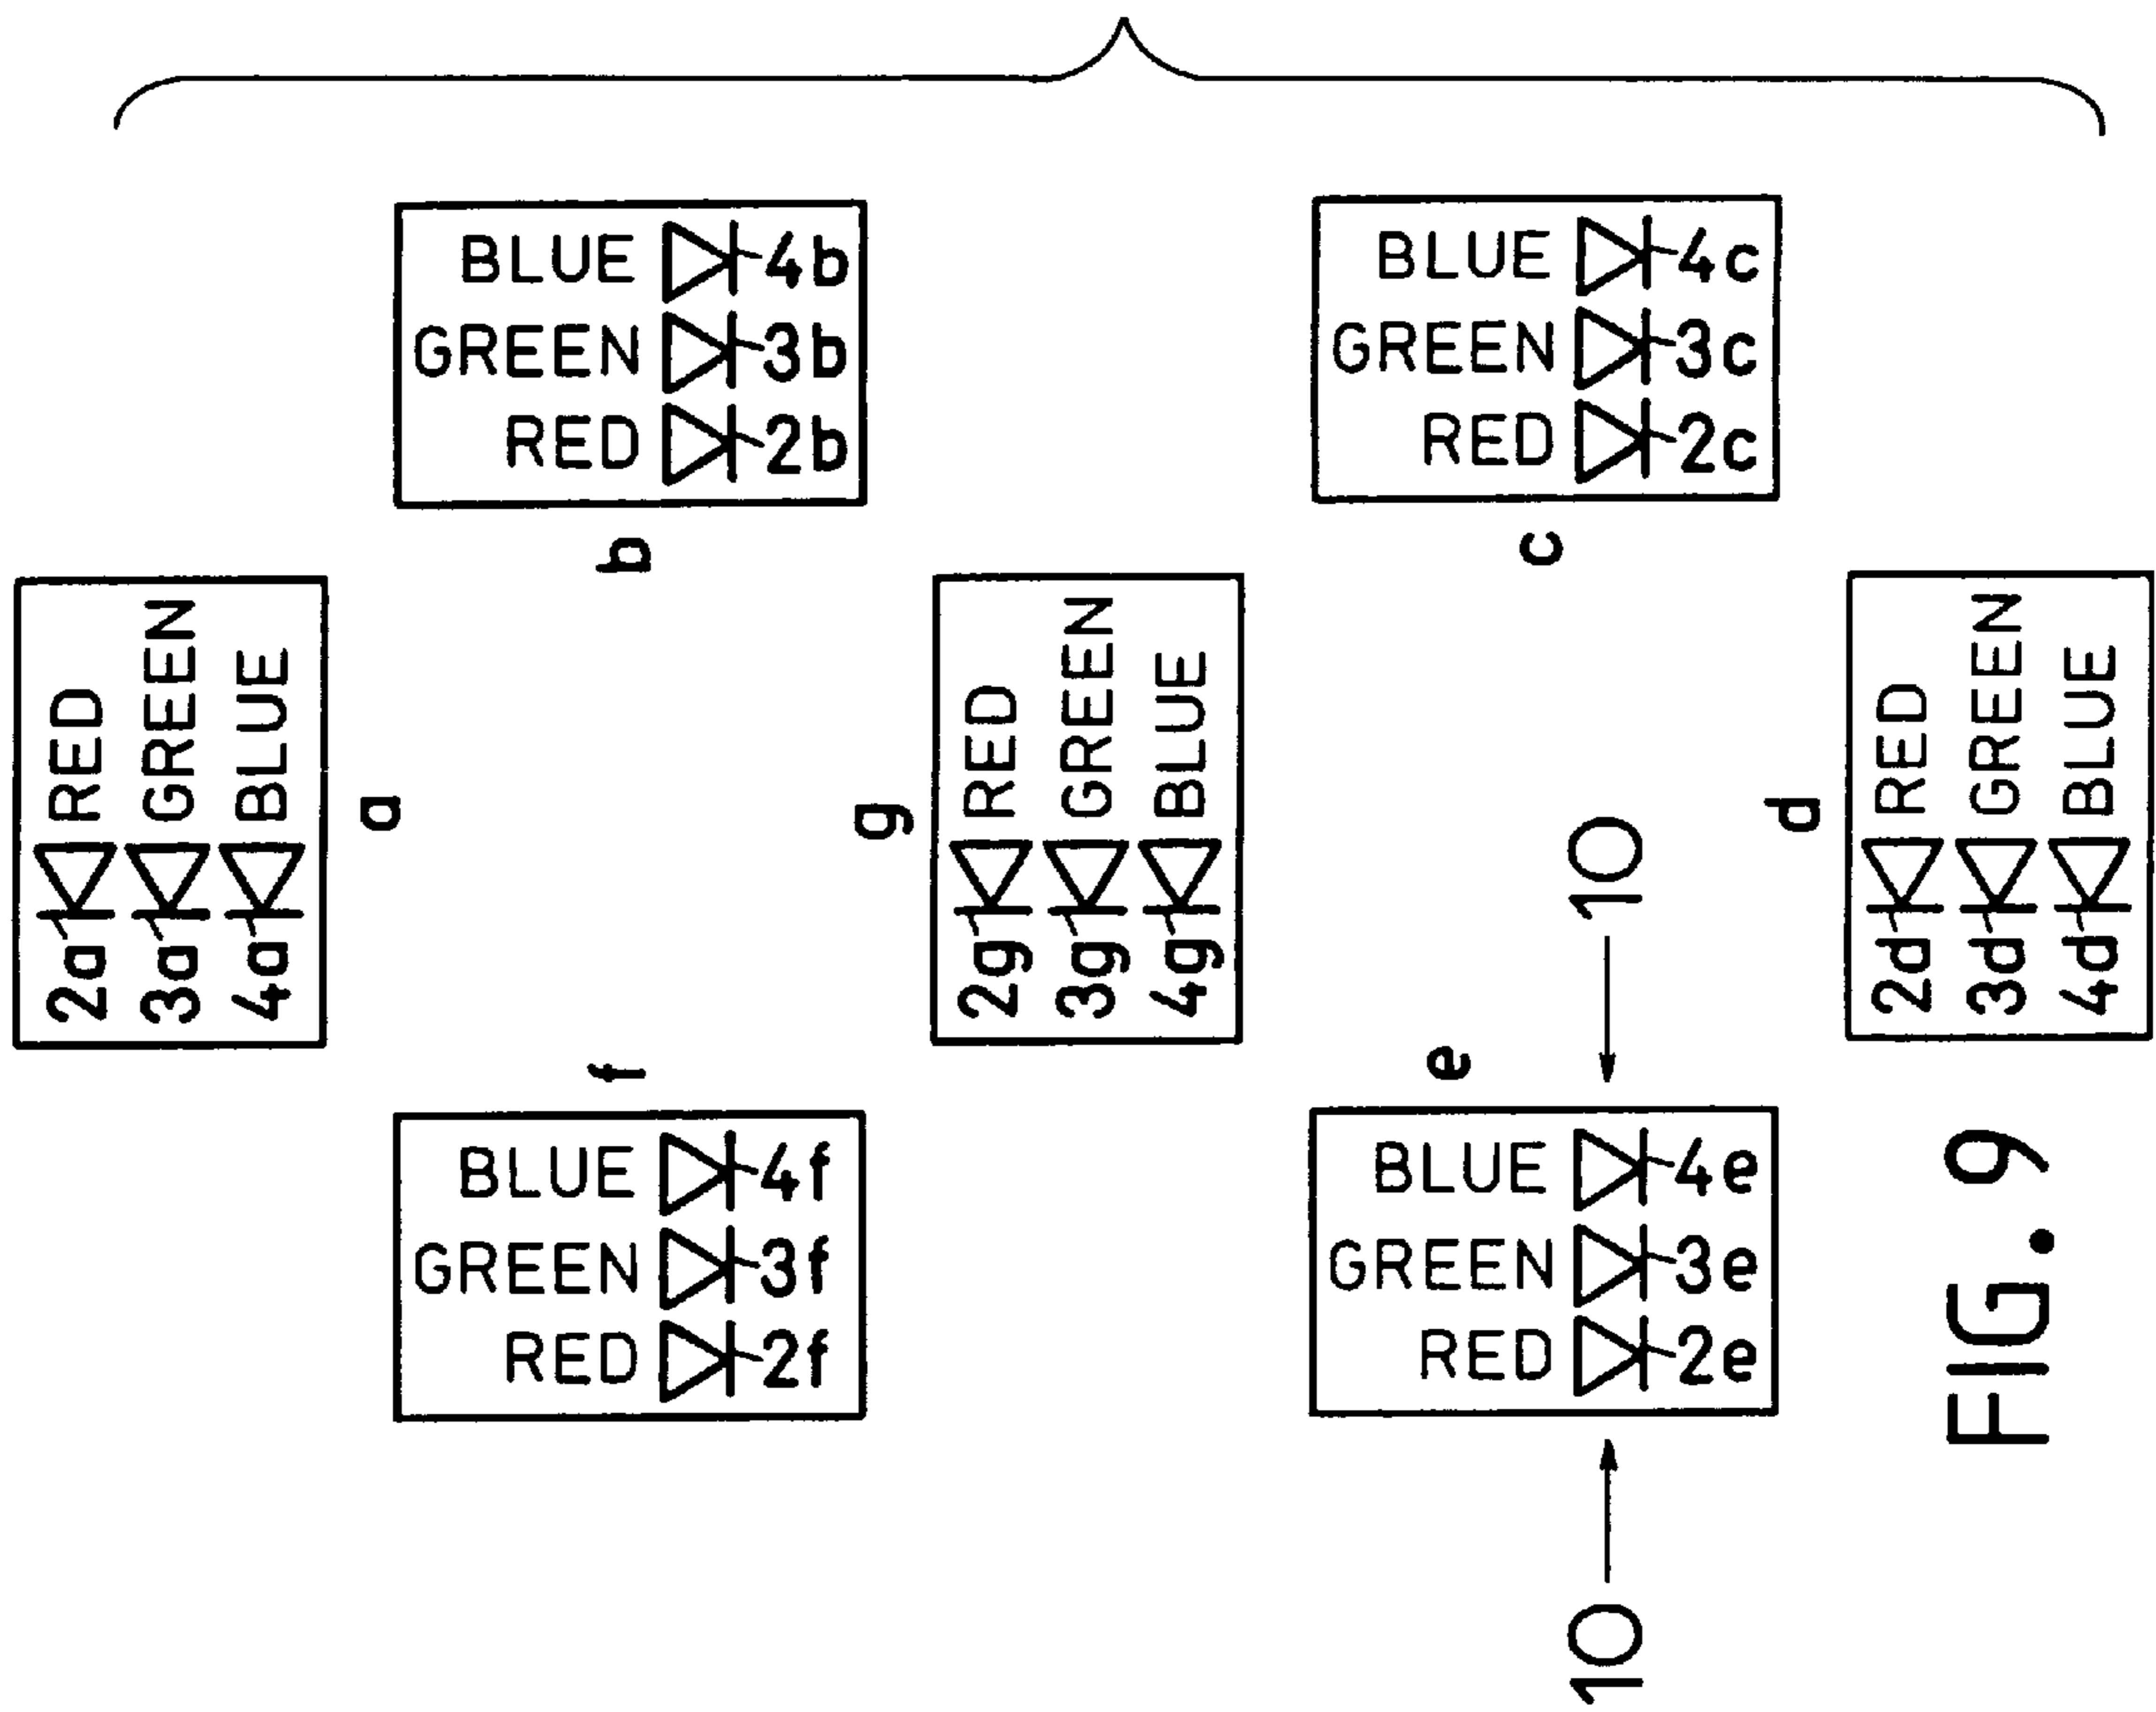 2a RED
3a GREEN
4a BLUE
a
BLUE 4f
GREEN 3f
RED 2f
f
BLUE 4b
GREEN 3b
RED 2b
b
g
2g RED
3g GREEN
4g BLUE
BLUE 4e
GREEN 3e
RED 2e
e
10
10
BLUE 4c
GREEN 3c
RED 2c
c
d
2d RED
3d GREEN
4d BLUE
FIG. 9